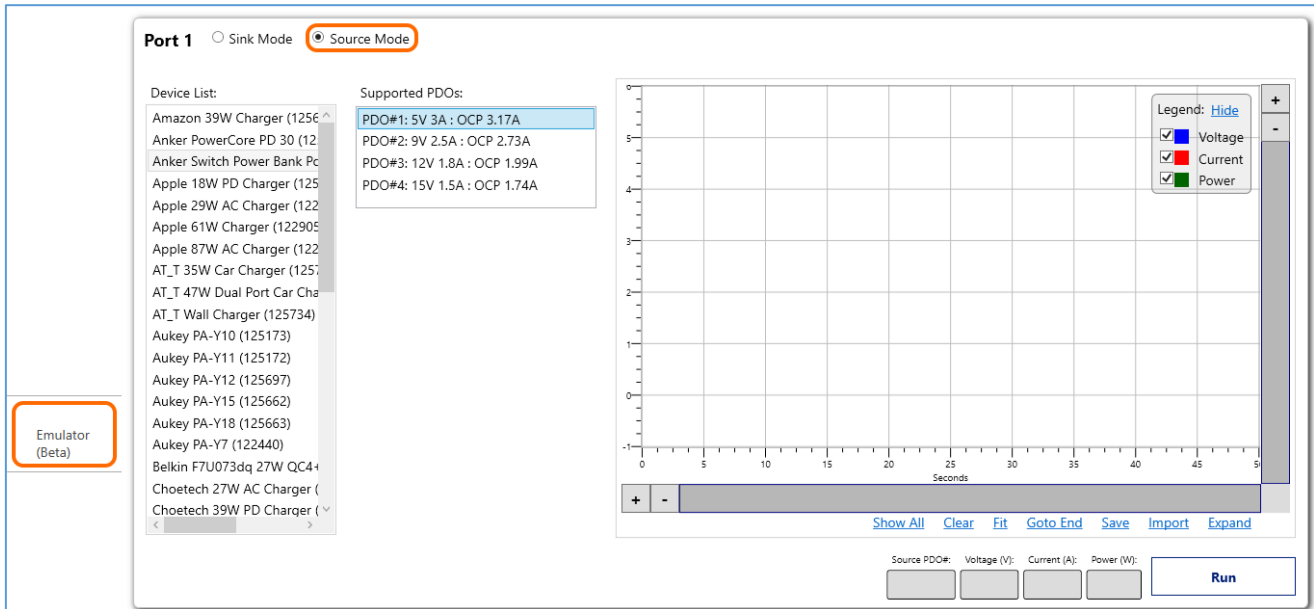 Port 1 Sink Mode Source Mode
Device List:
Amazon 39W Charger (1256
Anker PowerCore PD 30 (12
Anker Switch Power Bank Po
Apple 18W PD Charger (125
Apple 29W AC Charger (122
Apple 61W Charger (122905
Apple 87W AC Charger (122
AT_T 35W Car Charger (1257
AT_T 47W Dual Port Car Cha
AT_T Wall Charger (125734)
Aukey PA-Y10 (125173)
Aukey PA-Y11 (125172)
Aukey PA-Y12 (125697)
Aukey PA-Y15 (125662)
Aukey PA-Y18 (125663)
Aukey PA-Y7 (122440)
Belkin F7U073dq 27W QC4+
Choetech 27W AC Charger (
Choetech 39W PD Charger (
Supported PDOs:
PDO#1: 5V 3A : OCP 3.17A
PDO#2: 9V 2.5A : OCP 2.73A
PDO#3: 12V 1.8A : OCP 1.99A
PDO#4: 15V 1.5A : OCP 1.74A
Legend: Hide
Voltage
Current
Power
+
-
6
5
4
3
2
1
0
-1
0 5 10 15 20 25 30 35 40 45 5
Seconds
+ -
Show All Clear Fit Goto End Save Import Expand
Source PDO#: Voltage (V): Current (A): Power (W):
Run
Emulator
(Beta)